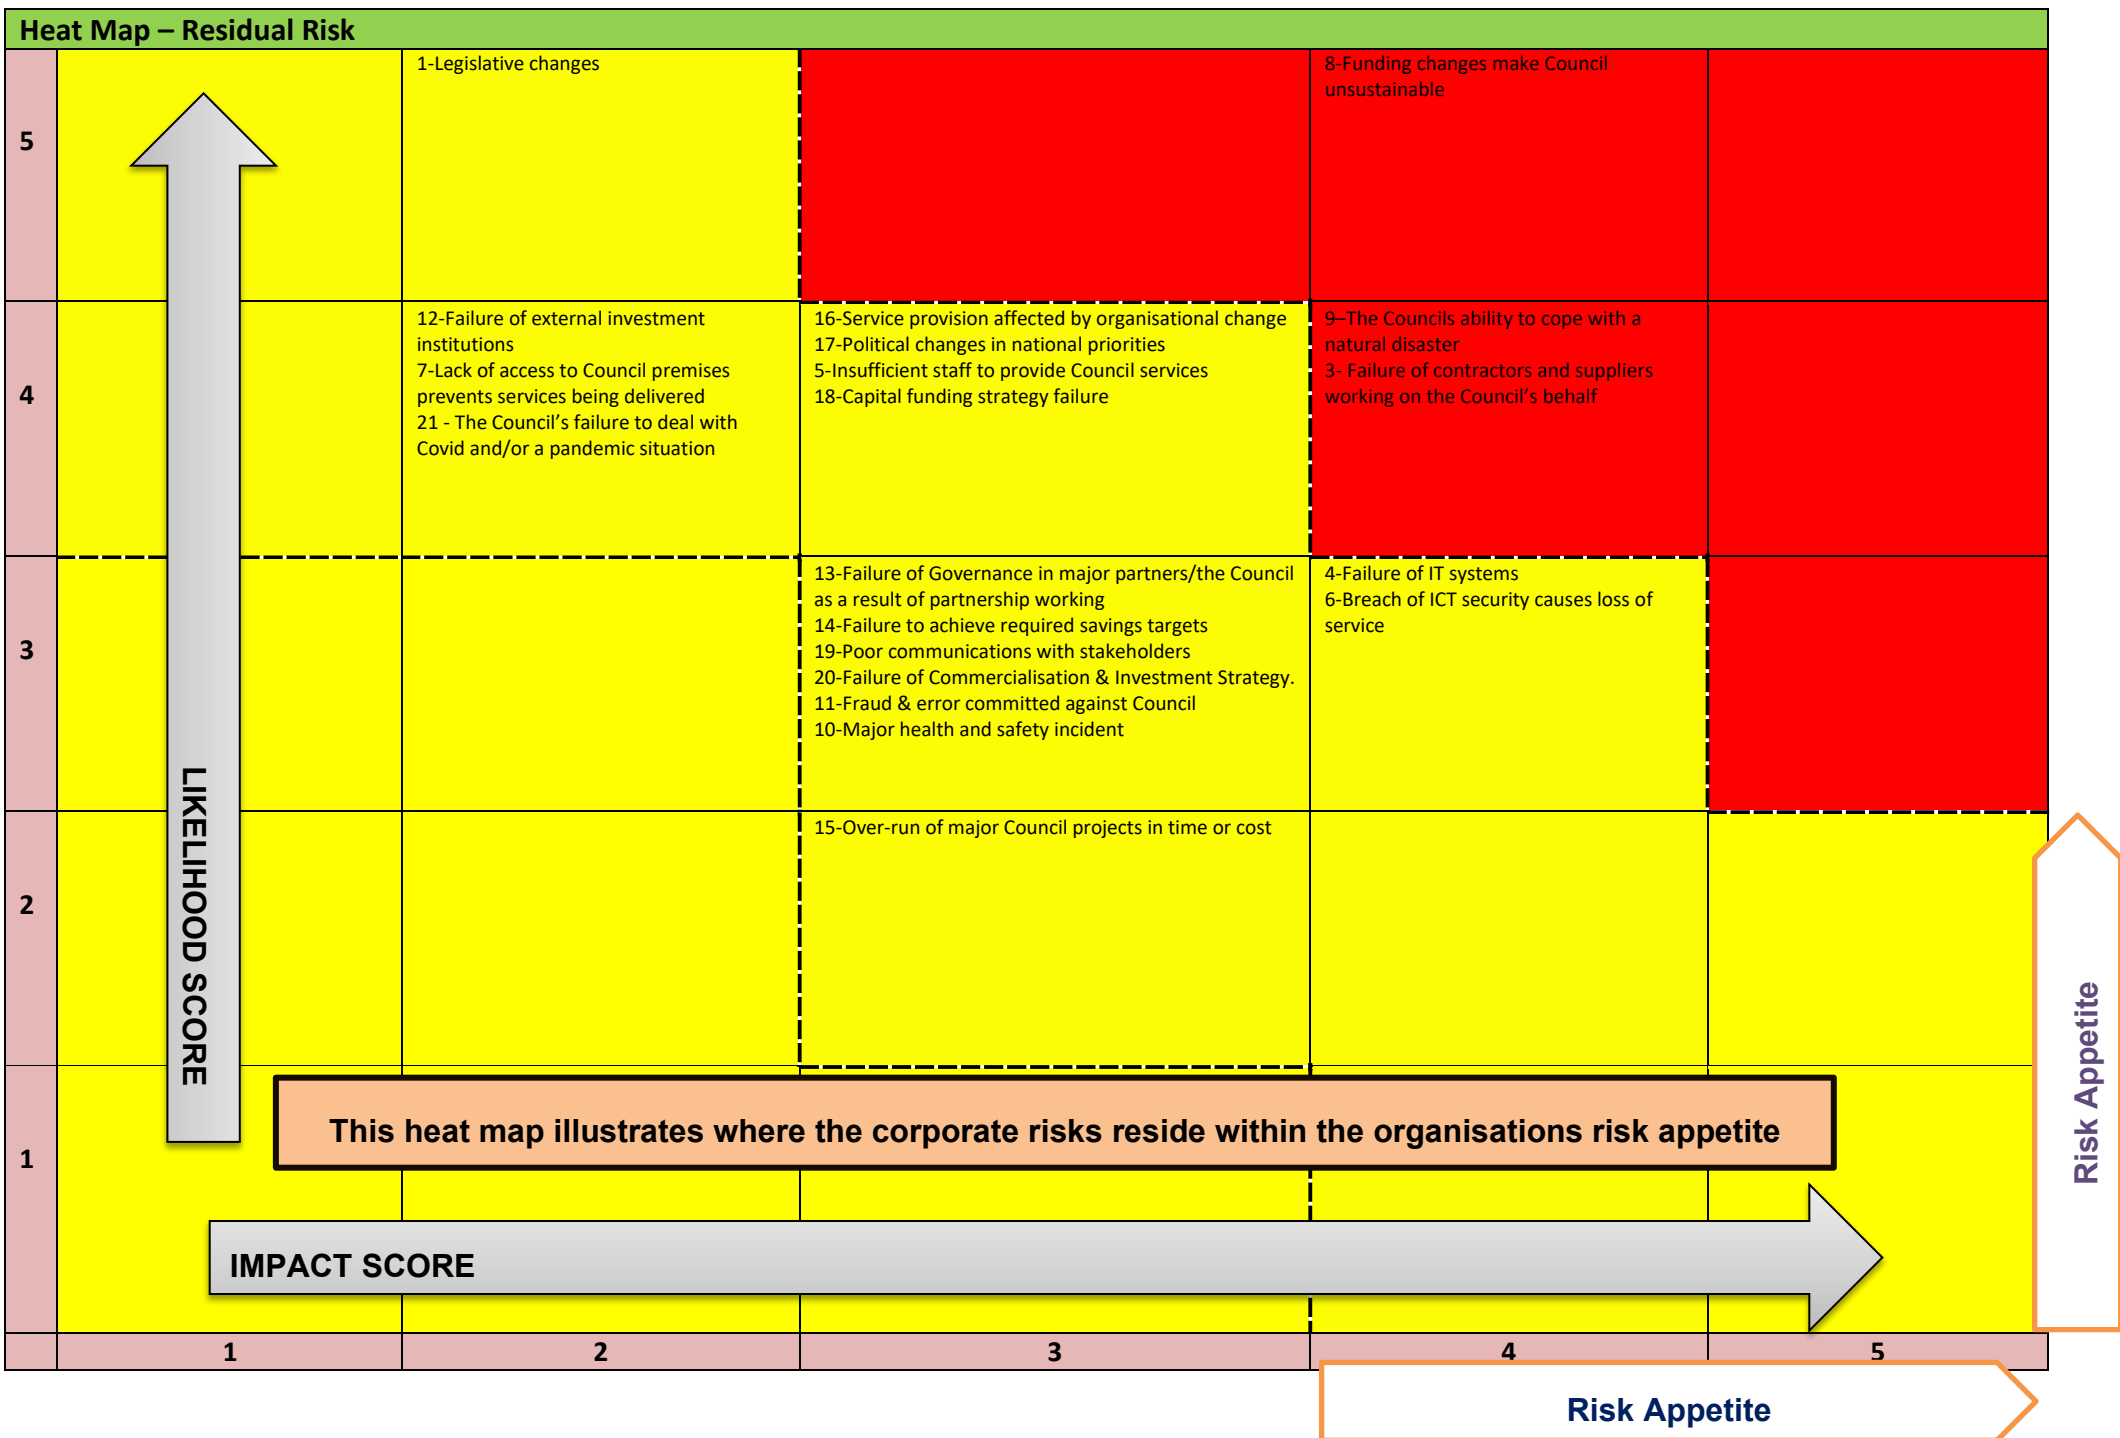 Heat Map – Residual Risk
5
1-Legislative changes
8-Funding changes make Council
unsustainable
4
12-Failure of external investment
institutions
7-Lack of access to Council premises
prevents services being delivered
21 - The Council’s failure to deal with
Covid and/or a pandemic situation
16-Service provision affected by organisational change
17-Political changes in national priorities
5-Insufficient staff to provide Council services
18-Capital funding strategy failure
9–The Councils ability to cope with a
natural disaster
3- Failure of contractors and suppliers
working on the Council’s behalf
3
13-Failure of Governance in major partners/the Council
as a result of partnership working
14-Failure to achieve required savings targets
19-Poor communications with stakeholders
20-Failure of Commercialisation & Investment Strategy.
11-Fraud & error committed against Council
10-Major health and safety incident
4-Failure of IT systems
6-Breach of ICT security causes loss of
service
LIKELIHOOD SCORE
2
15-Over-run of major Council projects in time or cost
Risk Appetite
1
This heat map illustrates where the corporate risks reside within the organisations risk appetite
IMPACT SCORE
1
2
3
4
5
Risk Appetite